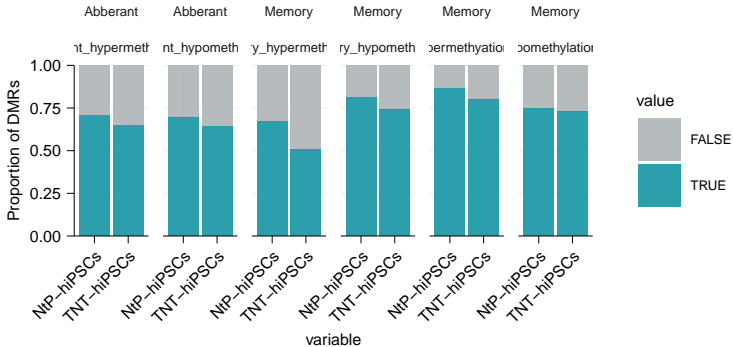 Abberant Abberant Memory Memory Memory Memory
nt_hypermeth nt_hypometh ry_hypermeth ry_hypometh permethyation pomethylation
Proportion of DMRs
1.00
0.75
0.50
0.25
0.00
NtP-hiPSCs TNT-hiPSCs NtP-hiPSCs TNT-hiPSCs NtP-hiPSCs TNT-hiPSCs NtP-hiPSCs TNT-hiPSCs NtP-hiPSCs TNT-hiPSCs NtP-hiPSCs TNT-hiPSCs
variable
value
FALSE
TRUE